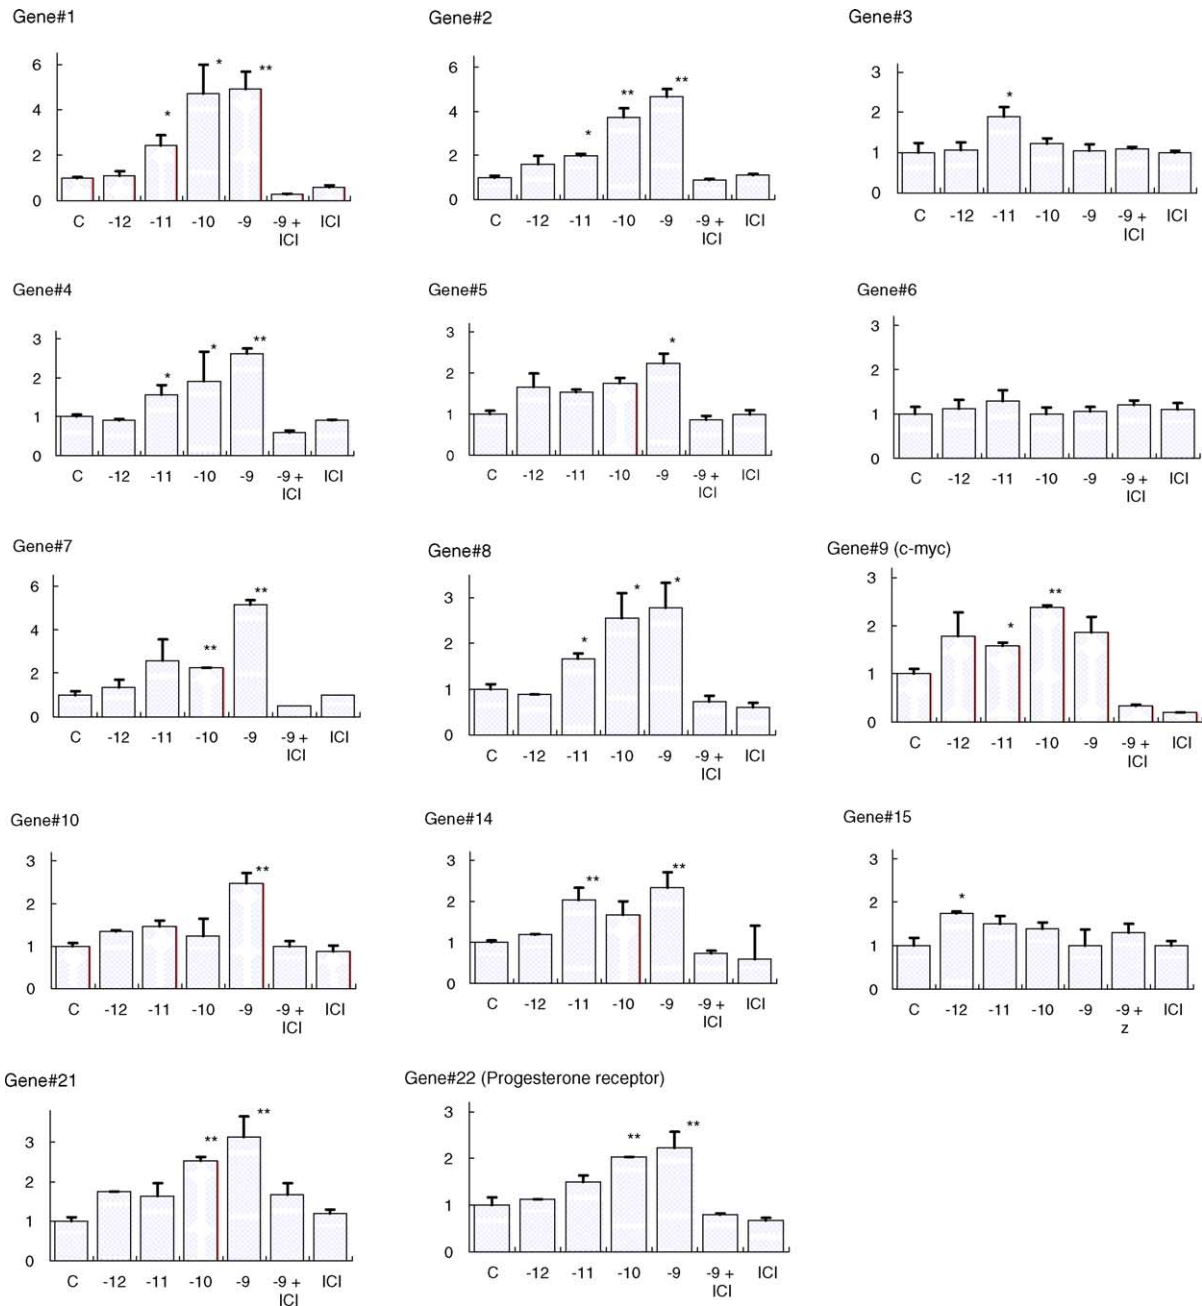 Gene#1
Gene#2
Gene#3
6
4
2
0
* * **
C -12 -11 -10 -9 -9 + ICI
ICI
6
4
2
0
* ** **
C -12 -11 -10 -9 -9 + ICI
ICI
3
2
1
0
*
C -12 -11 -10 -9 -9 + ICI
ICI
Gene#4
Gene#5
Gene#6
3
2
1
0
* * **
C -12 -11 -10 -9 -9 + ICI
ICI
3
2
1
0
*
C -12 -11 -10 -9 -9 + ICI
ICI
3
2
1
0
C -12 -11 -10 -9 -9 + ICI
ICI
Gene#7
Gene#8
Gene#9 (c-myc)
6
4
2
0
** **
C -12 -11 -10 -9 -9 + ICI
ICI
3
2
1
0
* * *
C -12 -11 -10 -9 -9 + ICI
ICI
3
2
1
0
* **
C -12 -11 -10 -9 -9 + ICI
ICI
Gene#10
Gene#14
Gene#15
3
2
1
0
**
C -12 -11 -10 -9 -9 + ICI
ICI
3
2
1
0
** **
C -12 -11 -10 -9 -9 + ICI
ICI
3
2
1
0
*
C -12 -11 -10 -9 -9 + ICI
z
Gene#21
Gene#22 (Progesterone receptor)
3
2
1
0
** **
C -12 -11 -10 -9 -9 + ICI
ICI
3
2
1
0
** **
C -12 -11 -10 -9 -9 + ICI
ICI